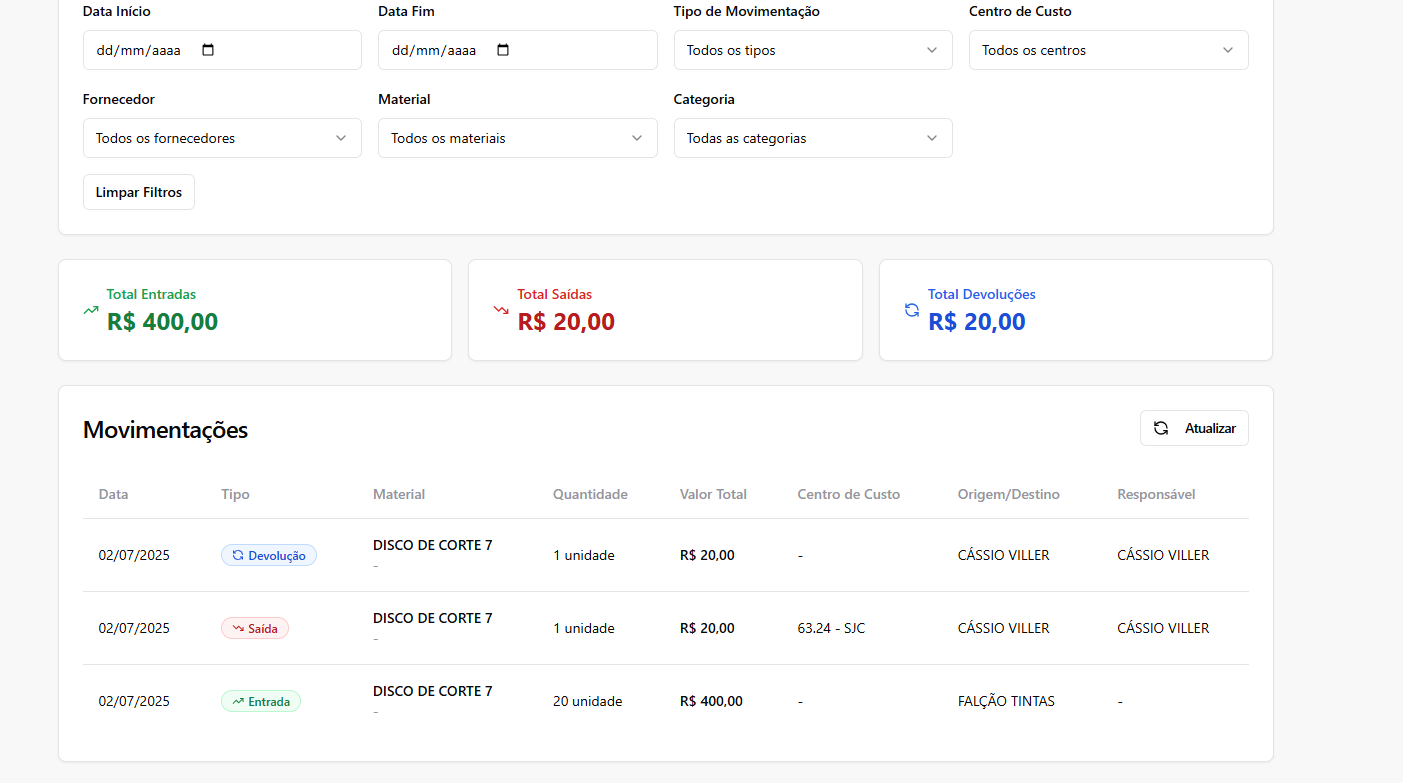 Data Início Data Fim Tipo de Movimentação Centro de Custo
dd/mm/aaaa dd/mm/aaaa Todos os tipos Todos os centros
Fornecedor Material Categoria
Todos os fornecedores Todos os materiais Todas as categorias
Limpar Filtros
Total Entradas Total Saídas Total Devoluções
R$ 400,00 R$ 20,00 R$ 20,00
Movimentações Atualizar
Data Tipo Material Quantidade Valor Total Centro de Custo Origem/Destino Responsável
02/07/2025 Devolução DISCO DE CORTE 7 1 unidade R$ 20,00 - CÁSSIO VILLER CÁSSIO VILLER
-
02/07/2025 Saída DISCO DE CORTE 7 1 unidade R$ 20,00 63.24 - SJC CÁSSIO VILLER CÁSSIO VILLER
-
02/07/2025 Entrada DISCO DE CORTE 7 20 unidade R$ 400,00 - FALÇÃO TINTAS -
-